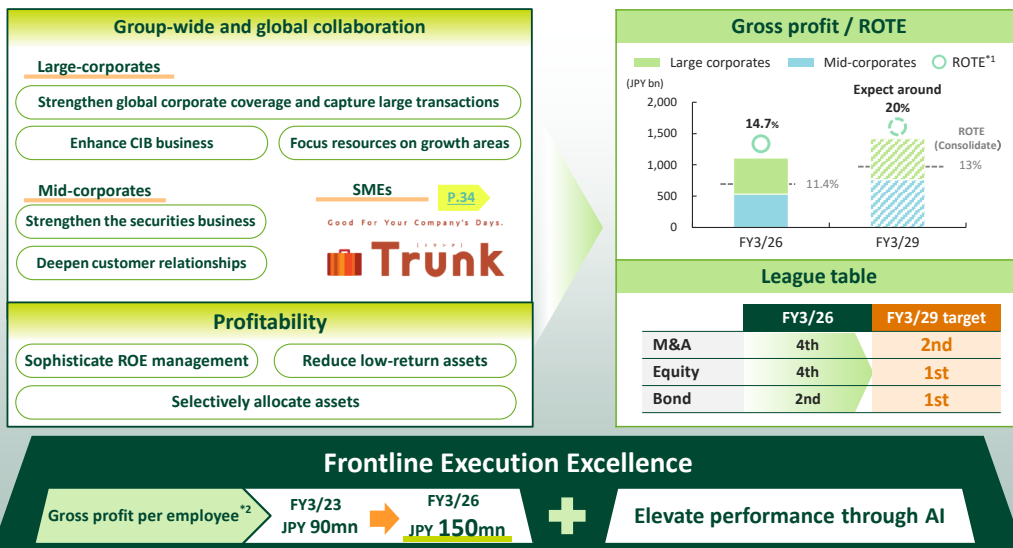 Group-wide and global collaboration
Large-corporates
Strengthen global corporate coverage and capture large transactions
Enhance CIB business
Focus resources on growth areas
Mid-corporates
Strengthen the securities business
Deepen customer relationships
SMEs
P.34
Good For Your Company's Days.
[トランク]
Trunk
Profitability
Sophisticate ROE management
Reduce low-return assets
Selectively allocate assets
Gross profit / ROTE
Large corporates
Mid-corporates
ROTE*1
(JPY bn)
2,000
1,500
1,000
500
0
14.7%
11.4%
FY3/26
Expect around
20%
ROTE
(Consolidate)
13%
FY3/29
League table
FY3/26 FY3/29 target
M&A 4th 2nd
Equity 4th 1st
Bond 2nd 1st
Frontline Execution Excellence
Gross profit per employee*2
FY3/23
JPY 90mn
FY3/26
JPY 150mn
Elevate performance through AI